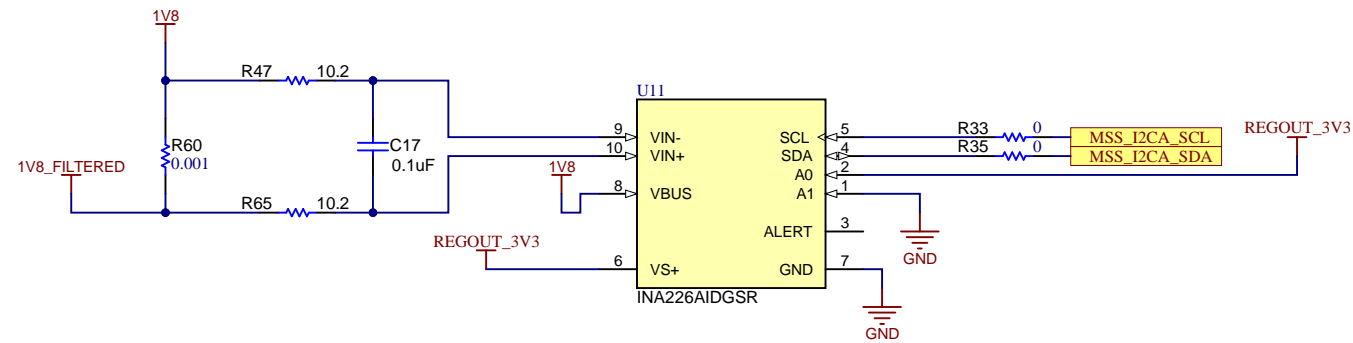 1V8
R47 10.2
U11
R60
0.001
C17
0.1uF
1V8_FILTERED
R65 10.2
9 VIN-
10 VIN+
1V8
8 VBUS
REGOUT_3V3
6 VS+
SCL 5
SDA 4
A0 2
A1 1
ALERT 3
GND 7
INA226AIDGSR
R33 0 MSS_I2CA_SCL
R35 0 MSS_I2CA_SDA
REGOUT_3V3
GND
GND